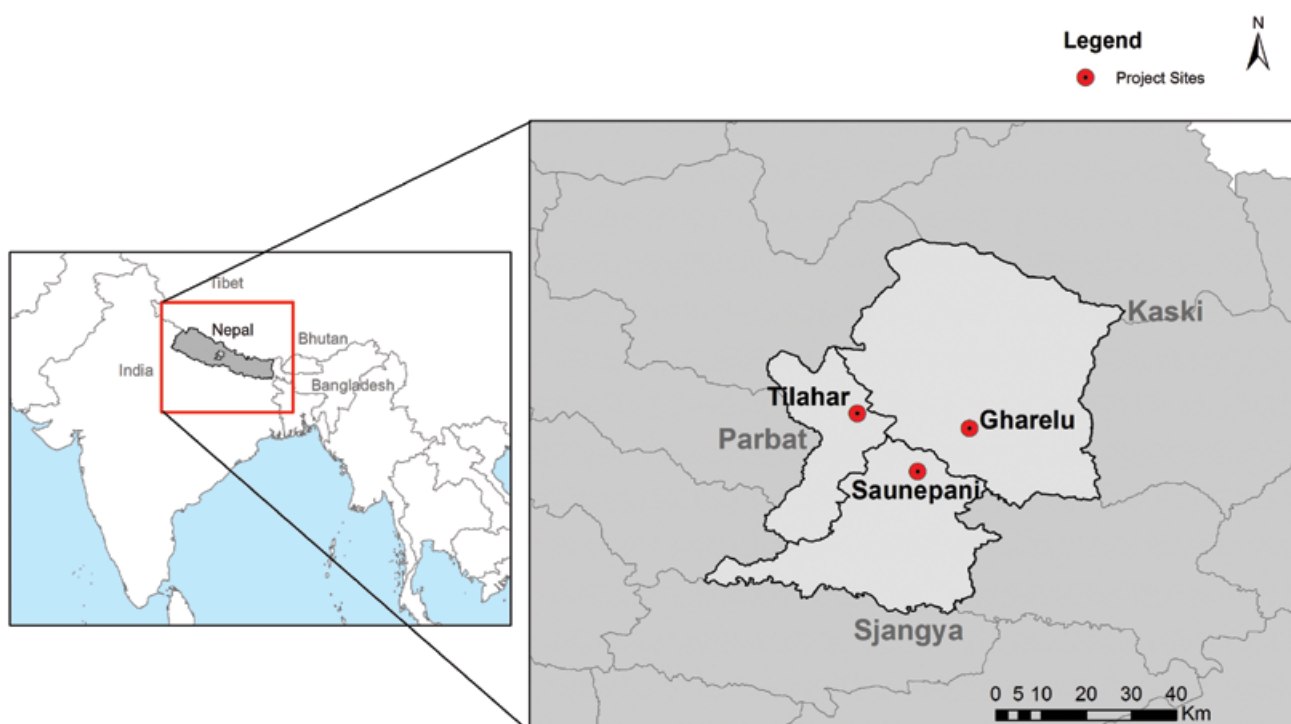 N
Legend
Project Sites
Tibet
Nepal
India
Bhutan
Bangladesh
Kaski
Tilahar
Gharelu
Parbat
Saunepani
Sjangya
0 5 10 20 30 40
Km